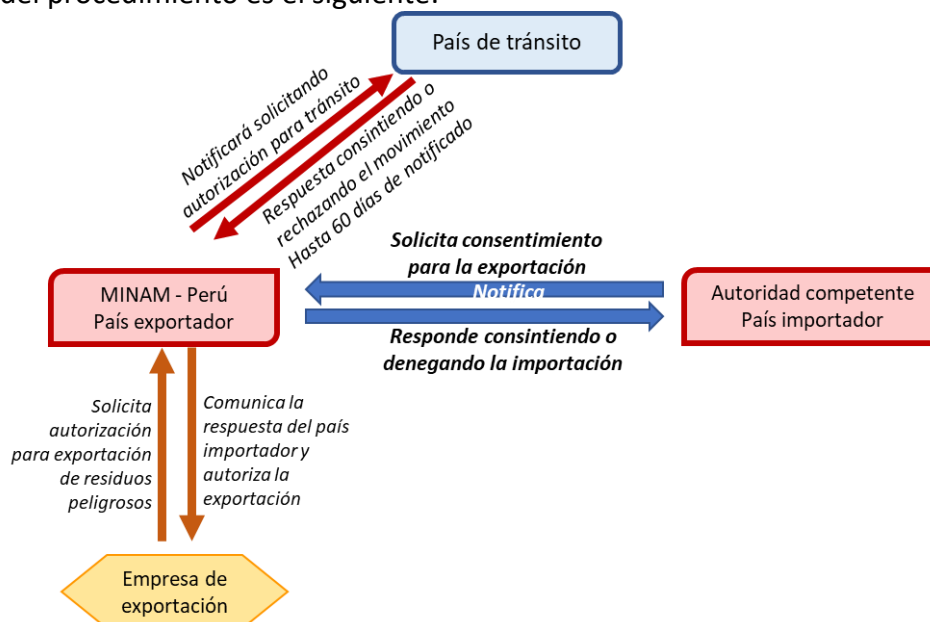 del procedimiento es el siguiente:
País de tránsito
Notificará solicitando
autorización para tránsito
Respuesta consintiendo o
rechazando el movimiento
Hasta 60 días de notificado
Solicita consentimiento
para la exportación
Notifica
MINAM - Perú
País exportador
Autoridad competente
País importador
Responde consintiendo o
denegando la importación
Solicita
autorización
para exportación
de residuos
peligrosos
Comunica la
respuesta del país
importador y
autoriza la
exportación
Empresa de
exportación